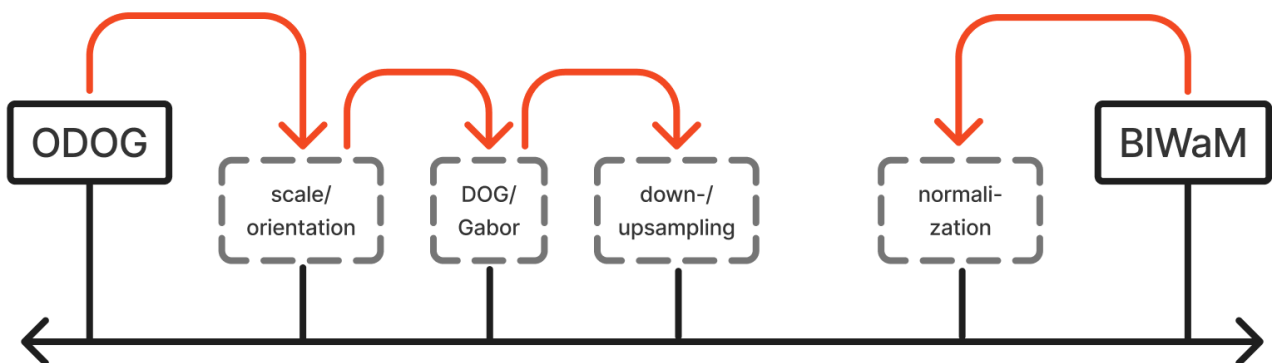 ODOG
scale/
orientation
DOG/
Gabor
down-/
upsampling
normali-
zation
BIWaM